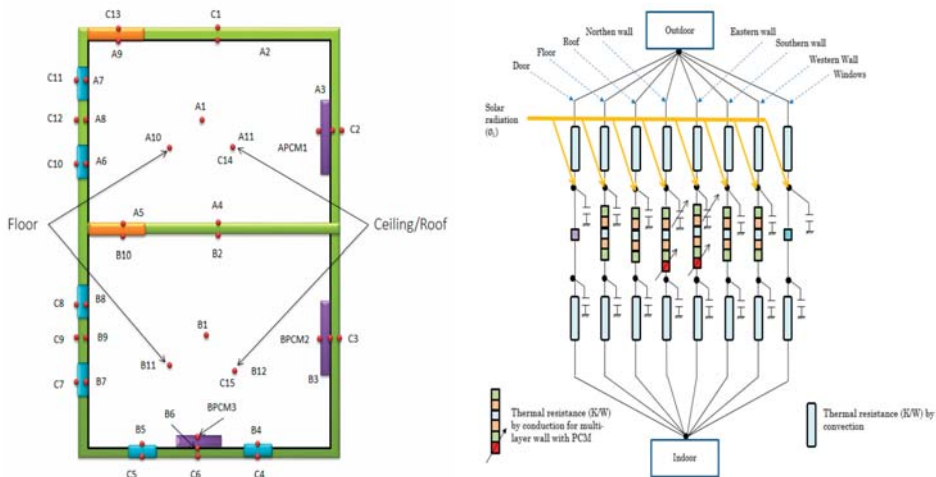 C13
C1
A9
A2
C11
A7
A3
C12
A8
A1
C2
A10
A11
APCM1
C10
A6
C14
Floor
A5
A4
Ceiling/Roof
B10
B2
C8
B8
C9
B9
B1
BPCM2
C3
B11
C7
B7
C15
B12
B3
B6
BPCM3
B5
B4
C5
C6
C4
Outdoor
Northen wall
Roof
Floor
Door
Eastern wall
Southern wall
Western Wall
Windows
Solar
radiation
Thermal resistance (K/W)
by conduction for multi-
layer wall with PCM
Thermal resistance (K/W) by
convection
Indoor